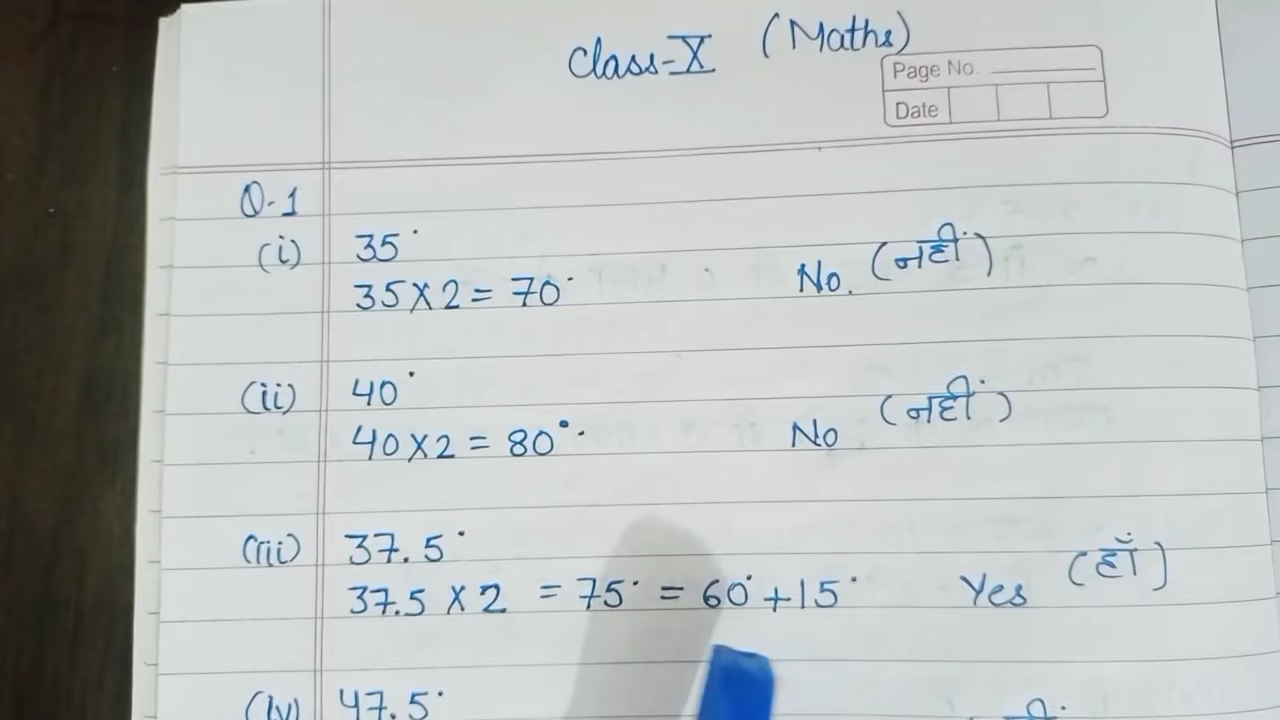 Class-X (Maths)
Page No.
Date
Q-1
(i) 35°
35×2 = 70° No. (नहीं)
(ii) 40°
40×2 = 80° No (नहीं)
(iii) 37.5°
37.5 × 2 = 75° = 60° + 15° Yes (हाँ)
(iv) 47.5°